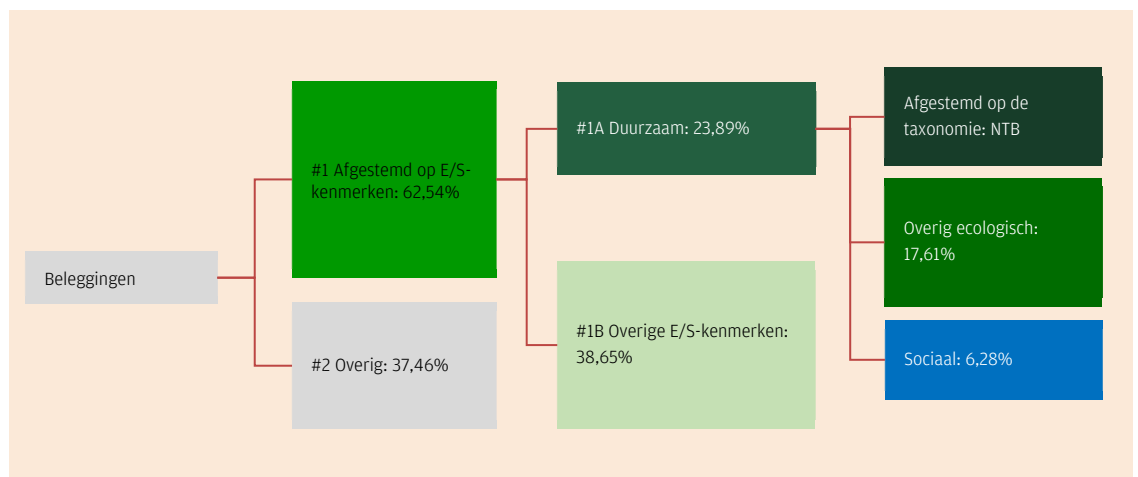 Beleggingen
#1 Afgestemd op E/S-
kenmerken: 62,54%
#2 Overig: 37,46%
#1A Duurzaam: 23,89%
#1B Overige E/S-kenmerken:
38,65%
Afgestemd op de
taxonomie: NTB
Overig ecologisch:
17,61%
Sociaal: 6,28%